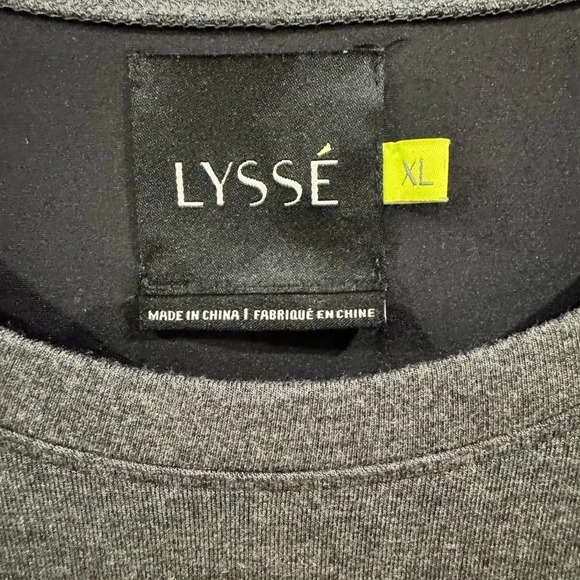 LYSSÉ
XL
MADE IN CHINA | FABRIQUÉ EN CHINE